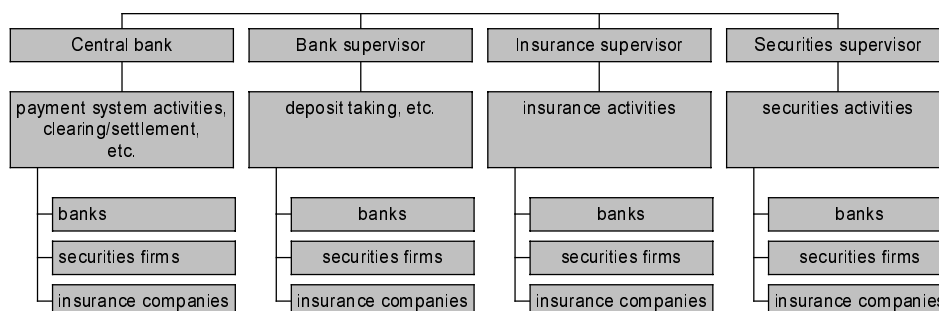 Central bank
Bank supervisor
Insurance supervisor
Securities supervisor
payment system activities,
clearing/settlement,
etc.
deposit taking, etc.
insurance activities
securities activities
banks
banks
banks
banks
securities firms
securities firms
securities firms
securities firms
insurance companies
insurance companies
insurance companies
insurance companies